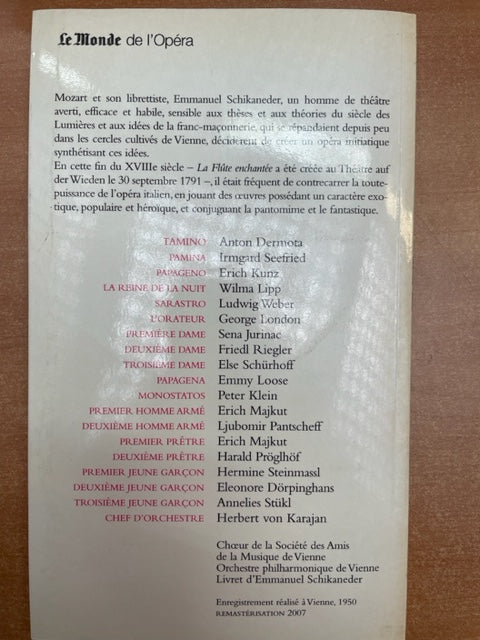 Le Monde de l'Opéra
Mozart et son librettiste, Emmanuel Schikaneder, un homme de théâtre
averti, efficace et habile, sensible aux thèses et aux théories du siècle des
Lumières et aux idées de la franc-maçonnerie, qui se répandaient depuis peu
dans les cercles cultivés de Vienne, décidèrent de créer un opéra initiatique
synthétisant ces idées.
En cette fin du XVIIIe siècle – La Flûte enchantée a été créée au Théâtre auf
der Wieden le 30 septembre 1791 –, il était fréquent de contrecarrer la toute-
puissance de l'opéra italien, en jouant des œuvres possédant un caractère exo-
tique, populaire et héroïque, et conjuguant la pantomime et le fantastique.
TAMINO Anton Dermota
PAMINA Irmgard Seefried
PAPAGENO Erich Kunz
LA REINE DE LA NUIT Wilma Lipp
SARASTRO Ludwig Weber
L'ORATEUR George London
PREMIÈRE DAME Sena Jurinac
DEUXIÈME DAME Friedl Riegler
TROISIÈME DAME Else Schürhoff
PAPAGENA Emmy Loose
MONOSTATOS Peter Klein
PREMIER HOMME ARMÉ Erich Majkut
DEUXIÈME HOMME ARMÉ Ljubomir Pantscheff
PREMIER PRÊTRE Erich Majkut
DEUXIÈME PRÊTRE Harald Pröglhöf
PREMIER JEUNE GARÇON Hermine Steinmassl
DEUXIÈME JEUNE GARÇON Eleonore Dörpinghans
TROISIÈME JEUNE GARÇON Annelies Stükl
CHEF D'ORCHESTRE Herbert von Karajan
Chœur de la Société des Amis
de la Musique de Vienne
Orchestre philharmonique de Vienne
Livret d'Emmanuel Schikaneder
Enregistrement réalisé à Vienne, 1950
REMASTÉRISATION 2007